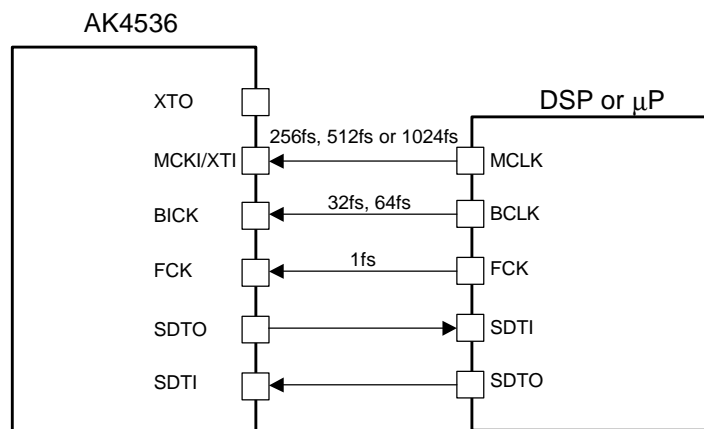 AK4536
DSP or μP
XTO
256fs, 512fs or 1024fs
MCKI/XTI
MCLK
32fs, 64fs
BICK
BCLK
1fs
FCK
FCK
SDTO
SDTI
SDTI
SDTO